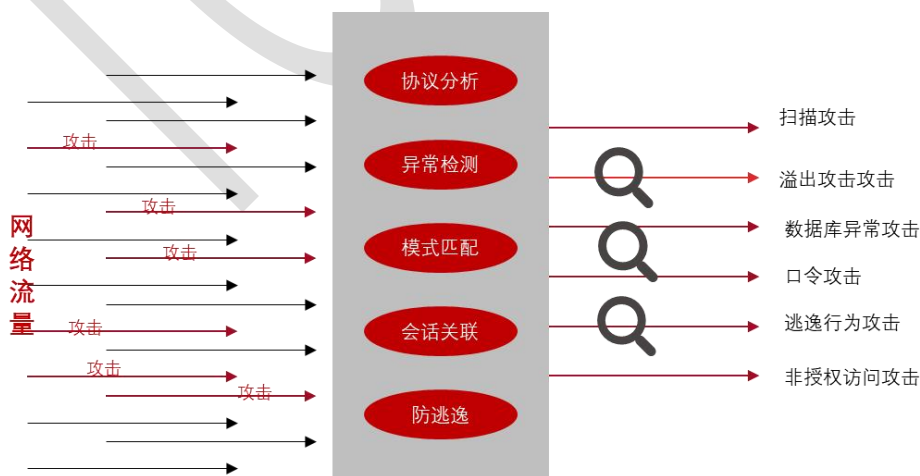 网络流量
攻击
攻击
攻击
攻击
攻击
攻击
协议分析
异常检测
模式匹配
会话关联
防逃逸
扫描攻击
溢出攻击攻击
数据库异常攻击
口令攻击
逃逸行为攻击
非授权访问攻击